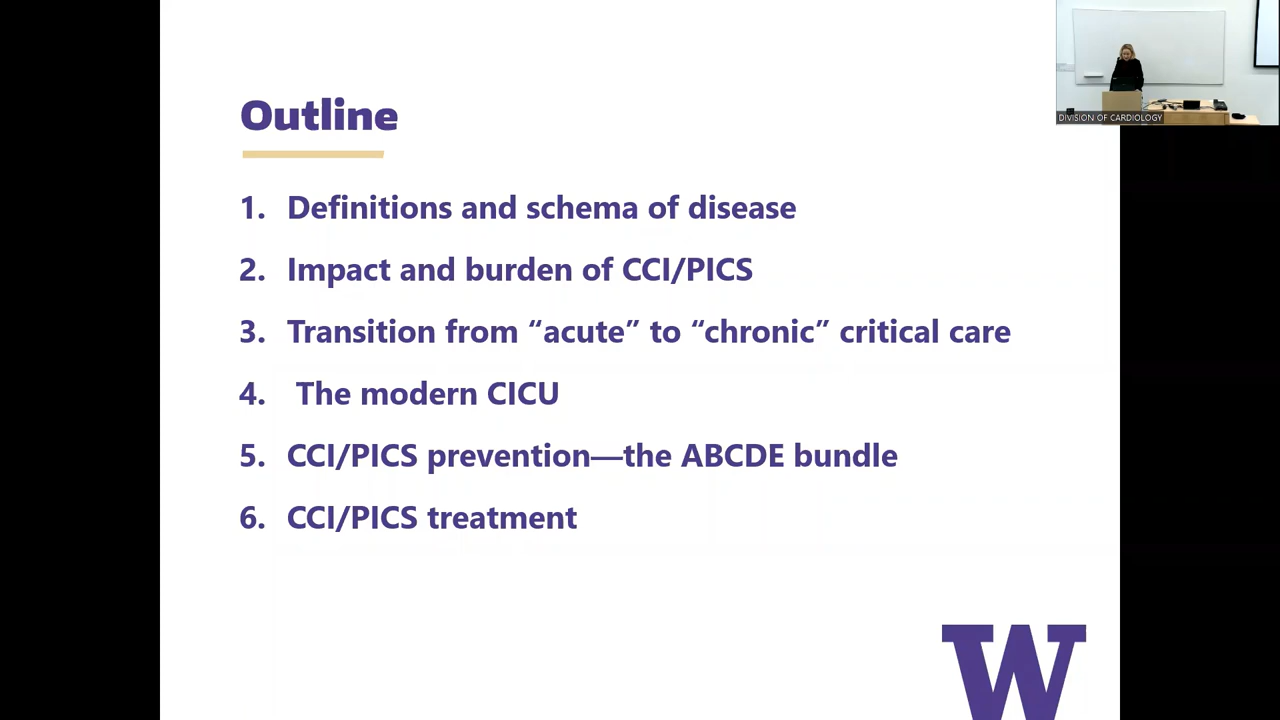 Outline
1. Definitions and schema of disease
2. Impact and burden of CCI/PICS
3. Transition from “acute” to “chronic” critical care
4. The modern CICU
5. CCI/PICS prevention—the ABCDE bundle
6. CCI/PICS treatment
DIVISION OF CARDIOLOGY
W